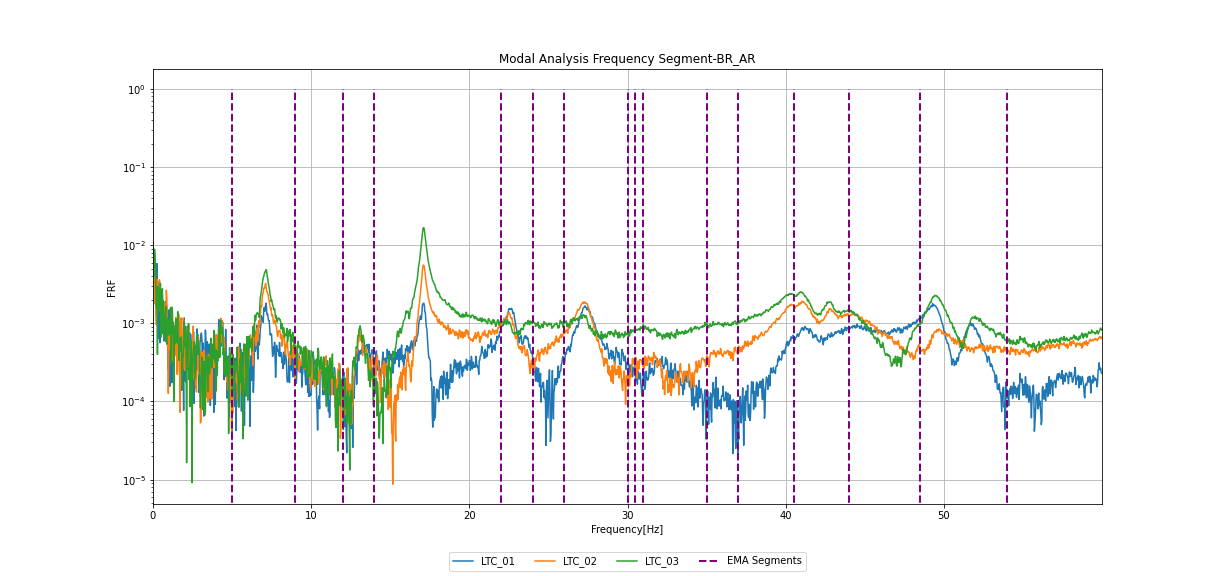 Modal Analysis Frequency Segment-BR_AR
10⁰
10⁻¹
10⁻²
10⁻³
10⁻⁴
10⁻⁵
FRF
0 10 20 30 40 50
Frequency[Hz]
LTC_01 LTC_02 LTC_03 EMA Segments